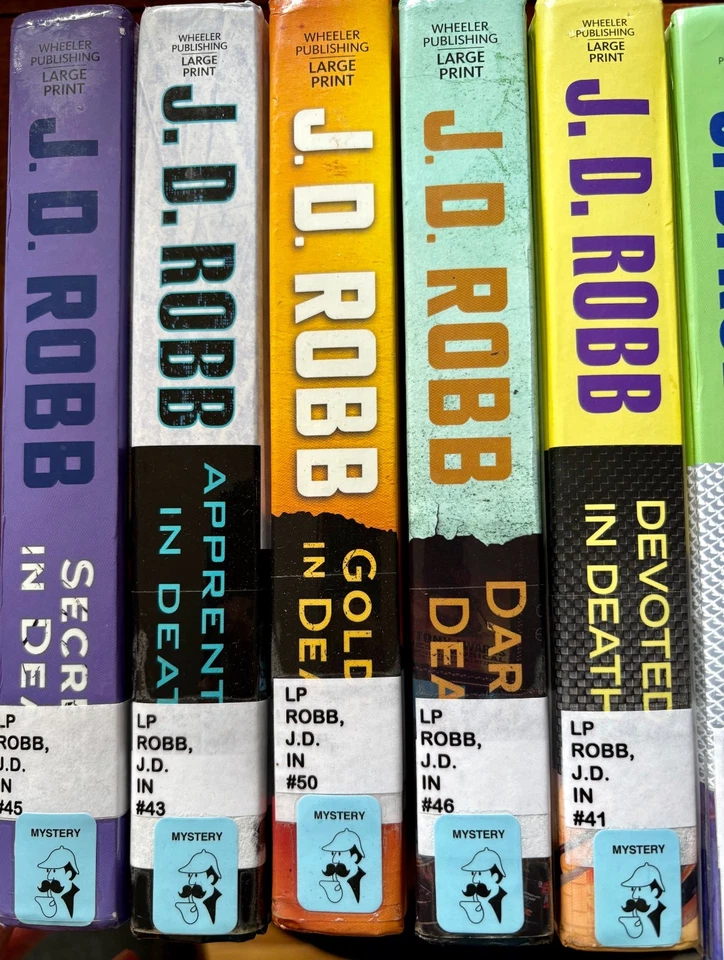 WHEELER
PUBLISHING
LARGE
PRINT
J. D. ROBB
SECR
IN DEA
LP
ROBB,
J.D.
IN
#45
MYSTERY
WHEELER
PUBLISHING
LARGE
PRINT
J. D. ROBB
APPRENT
IN DEAT
LP
ROBB,
J.D.
IN
#43
MYSTERY
WHEELER
PUBLISHING
LARGE
PRINT
J.D. ROBB
GOLD
IN DEA
LP
ROBB,
J.D.
IN
#50
MYSTERY
WHEELER
PUBLISHING
LARGE
PRINT
J.D. ROBB
DAR
DEA
LP
ROBB,
J.D.
IN
#46
MYSTERY
WHEELER
PUBLISHING
LARGE
PRINT
J. D. ROBB
DEVOTED
IN DEATH
LP
ROBB,
J.D.
IN
#41
MYSTERY